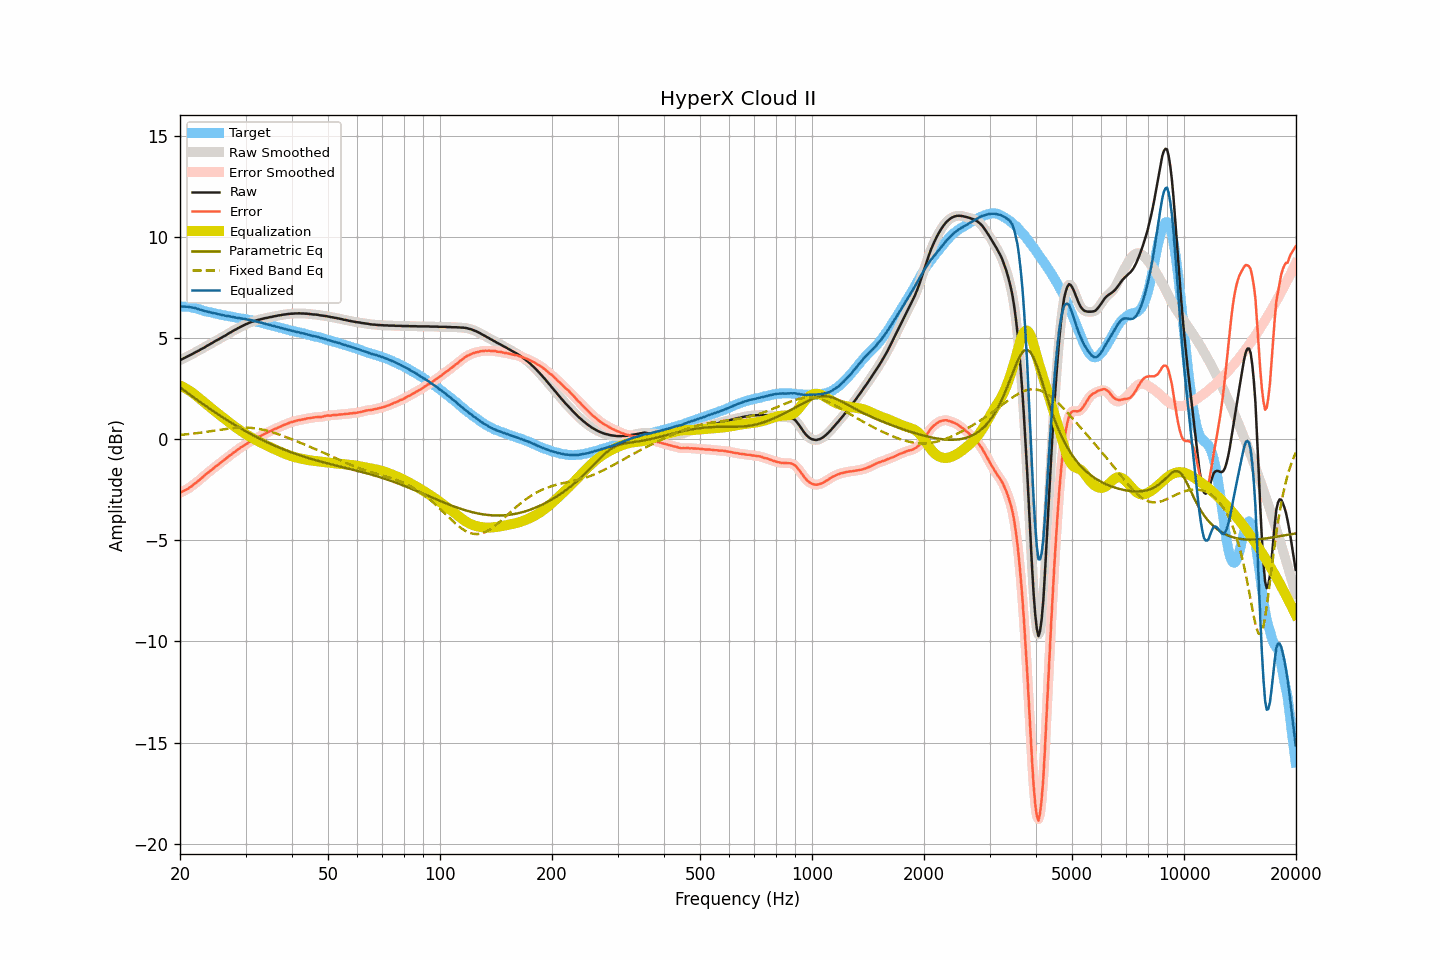 HyperX Cloud II
15
10
5
0
−5
−10
−15
−20
Amplitude (dBr)
Target
Raw Smoothed
Error Smoothed
Raw
Error
Equalization
Parametric Eq
Fixed Band Eq
Equalized
20 50 100 200 500 1000 2000 5000 10000 20000
Frequency (Hz)